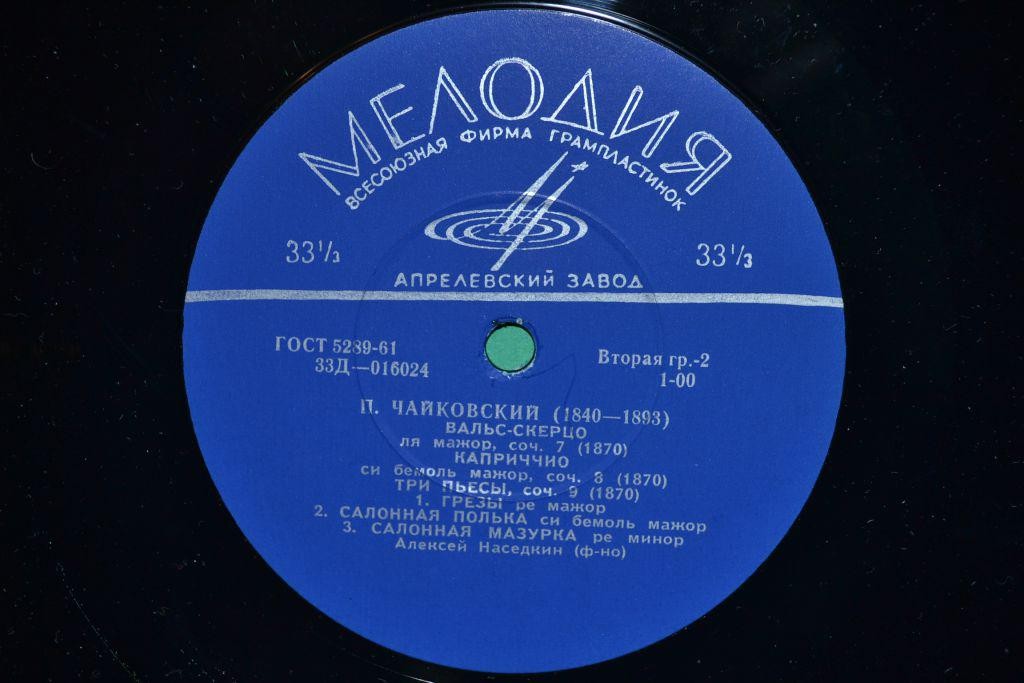 МЕЛОДИЯ
ВСЕСОЮЗНАЯ ФИРМА ГРАМПЛАСТИНОК
33⅓ 33⅓
АПРЕЛЕВСКИЙ ЗАВОД
ГОСТ 5289-61 Вторая гр.-2
33Д—016024 1-00
П. ЧАЙКОВСКИЙ (1840—1893)
ВАЛЬС-СКЕРЦО
ля мажор, соч. 7 (1870)
КАПРИЧЧИО
си бемоль мажор, соч. 8 (1870)
ТРИ ПЬЕСЫ, соч. 9 (1870)
1. ГРЕЗЫ ре мажор
2. САЛОННАЯ ПОЛЬКА си бемоль мажор
3. САЛОННАЯ МАЗУРКА ре минор
Алексей Наседкин (ф-но)